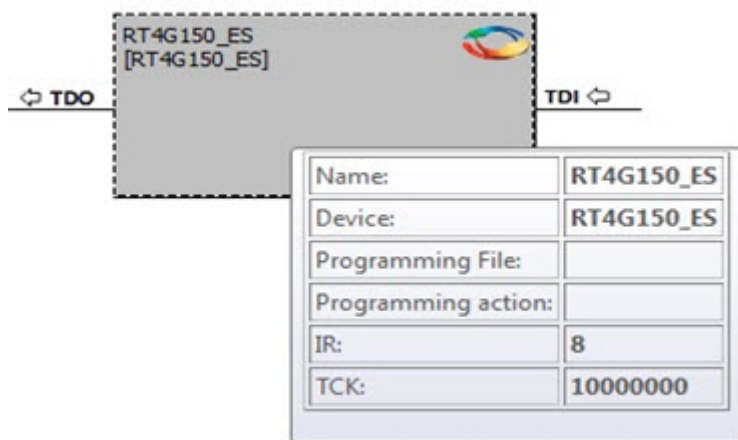 RT4G150_ES
[RT4G150_ES]
TDO
TDI
Name: RT4G150_ES
Device: RT4G150_ES
Programming File:
Programming action:
IR: 8
TCK: 10000000